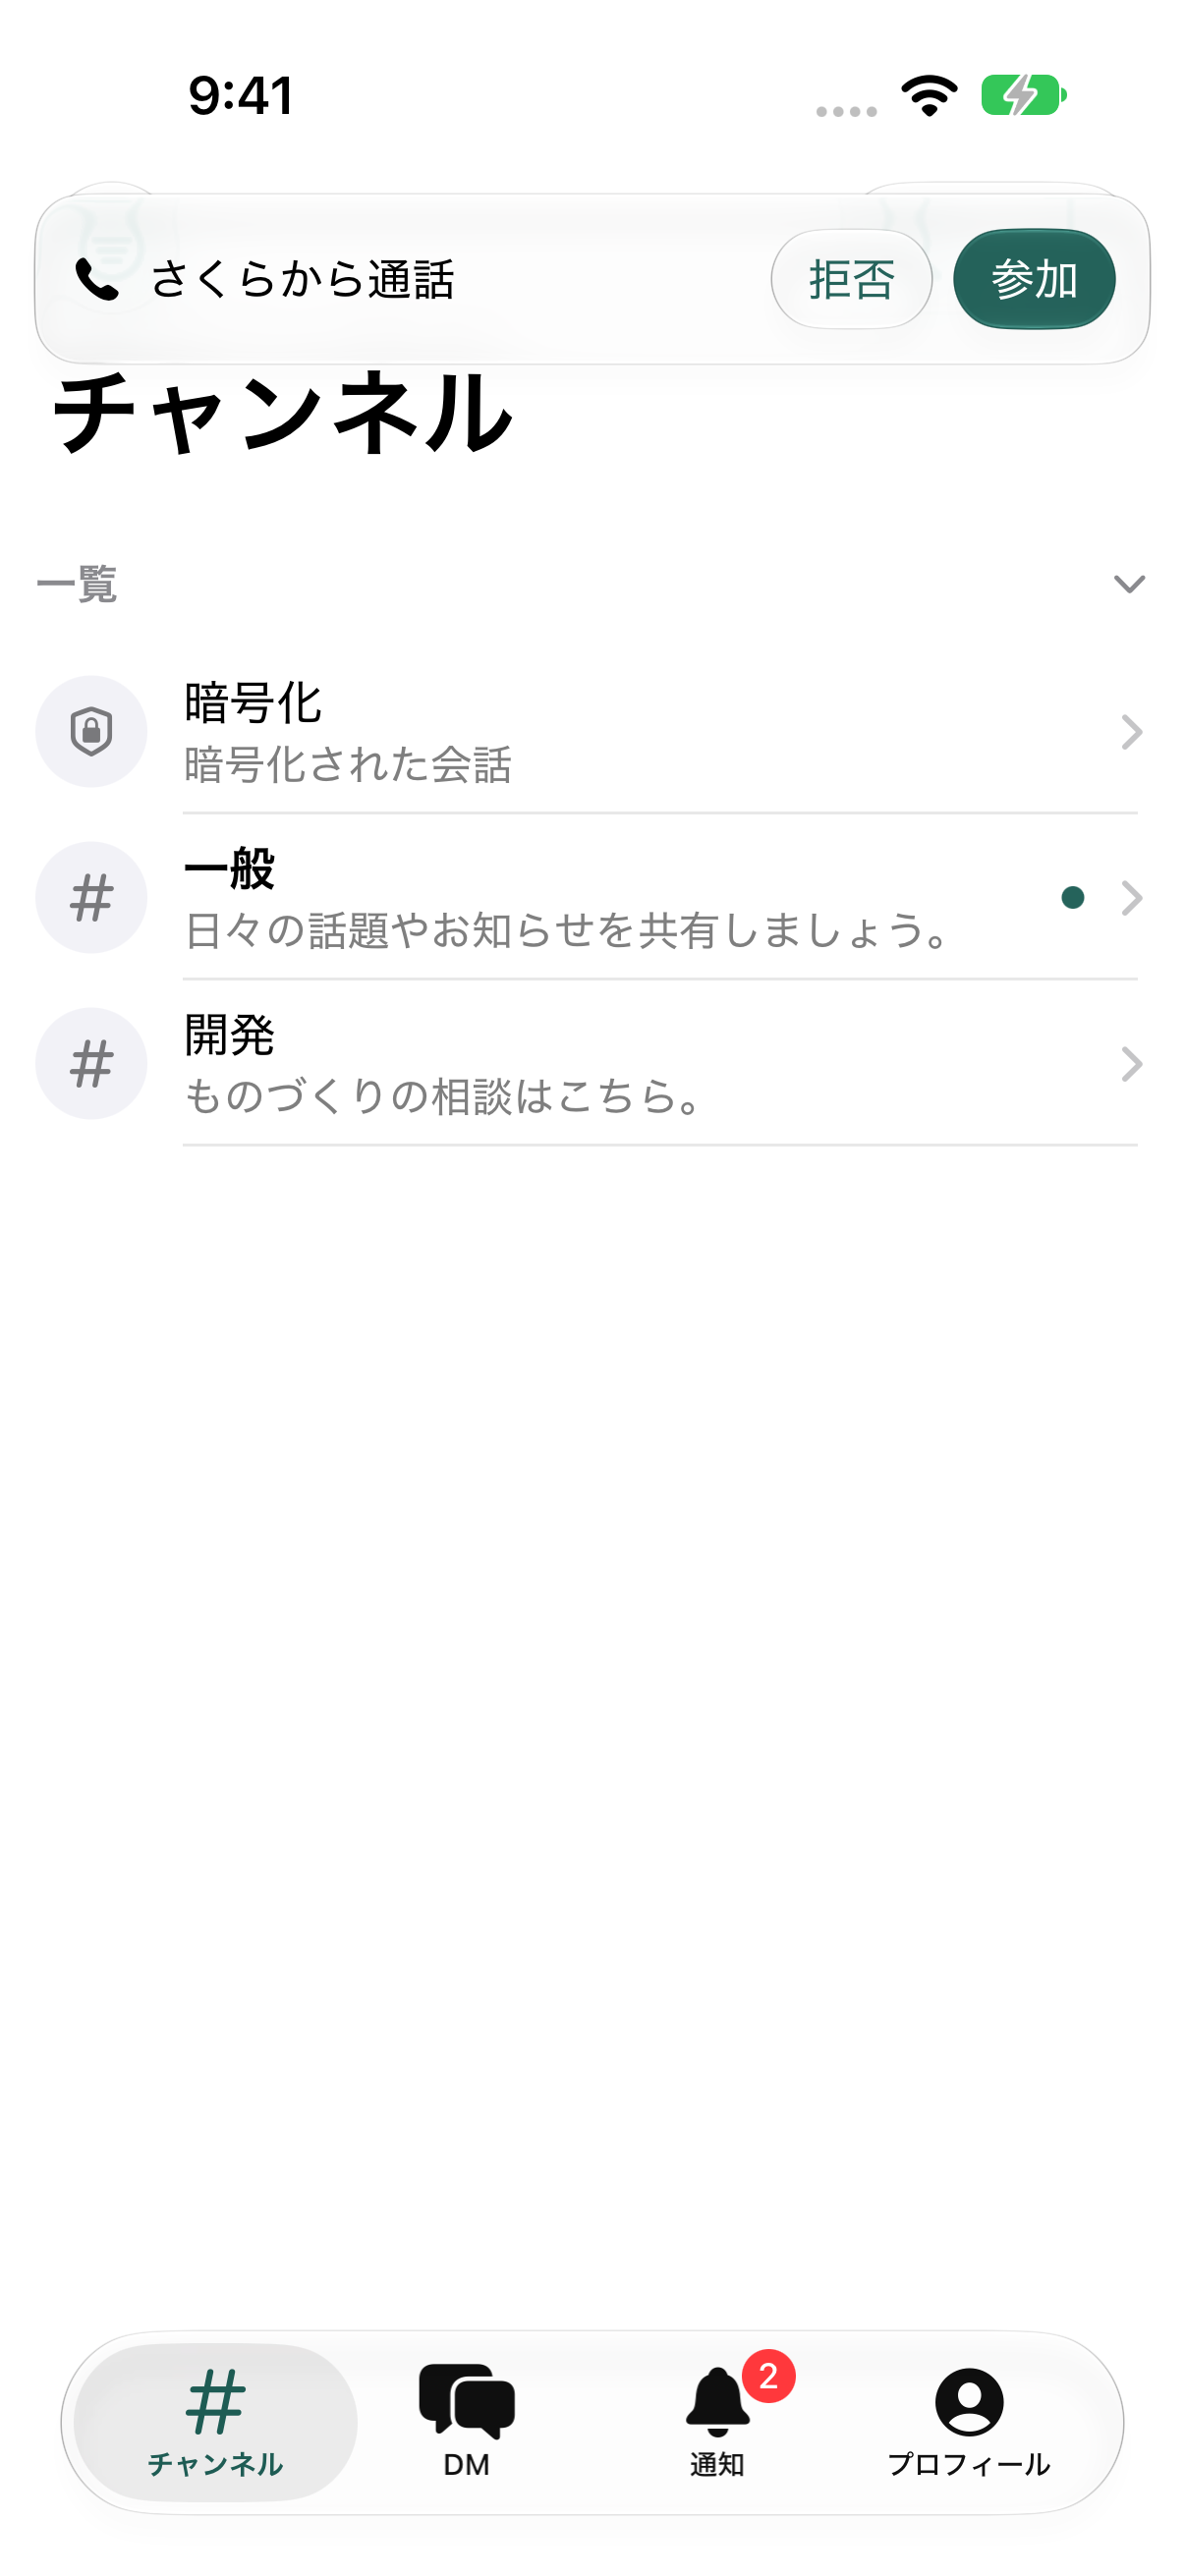 9:41
さくらから通話
拒否
参加
チャンネル
一覧
暗号化
暗号化された会話
一般
日々の話題やお知らせを共有しましょう。
開発
ものづくりの相談はこちら。
2
チャンネル
DM
通知
プロフィール